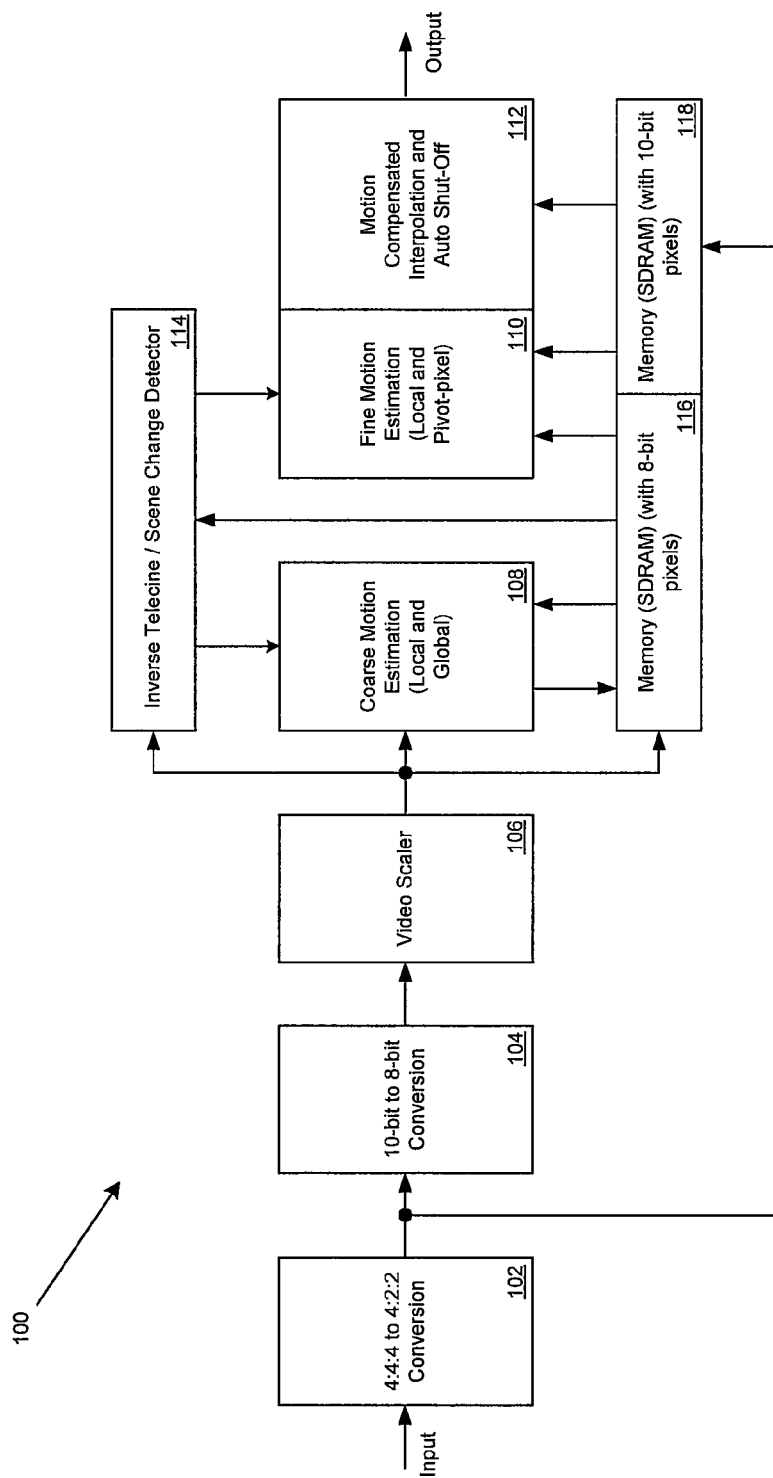 100
Input
4:4:4 to 4:2:2
Conversion
102
10-bit to 8-bit
Conversion
104
Video Scaler
106
Inverse Telecine / Scene Change Detector
114
Coarse Motion
Estimation
(Local and
Global)
108
Fine Motion
Estimation
(Local and
Pivot-pixel)
110
Motion
Compensated
Interpolation and
Auto Shut-Off
112
Output
Memory (SDRAM) (with 8-bit
pixels)
116
Memory (SDRAM) (with 10-bit
pixels)
118